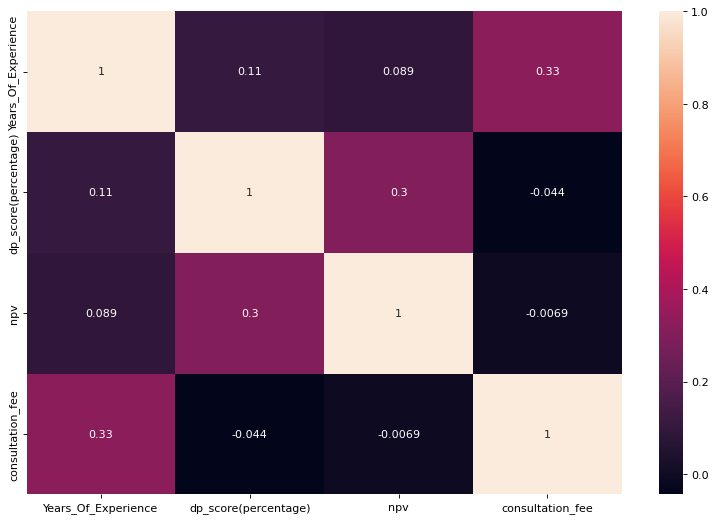 Years_Of_Experience
1
0.11
0.089
0.33
dp_score(percentage)
0.11
1
0.3
-0.044
npv
0.089
0.3
1
-0.0069
consultation_fee
0.33
-0.044
-0.0069
1
Years_Of_Experience
dp_score(percentage)
npv
consultation_fee
1.0
0.8
0.6
0.4
0.2
0.0